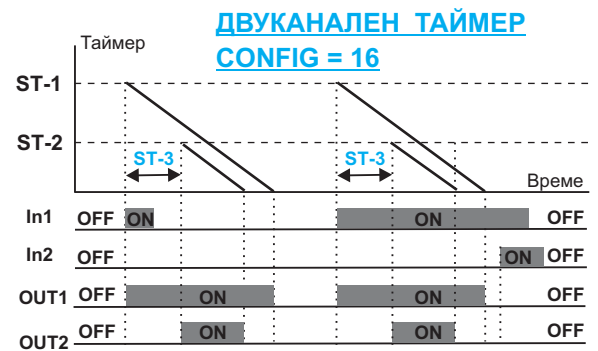 ДВУКАНАЛЕН ТАЙМЕР
CONFIG = 16
Таймер
ST-1
ST-2
ST-3 ST-3
Време
In1 OFF ON ON OFF
In2 OFF ON OFF
OUT1 OFF ON ON OFF
OUT2 OFF ON ON OFF